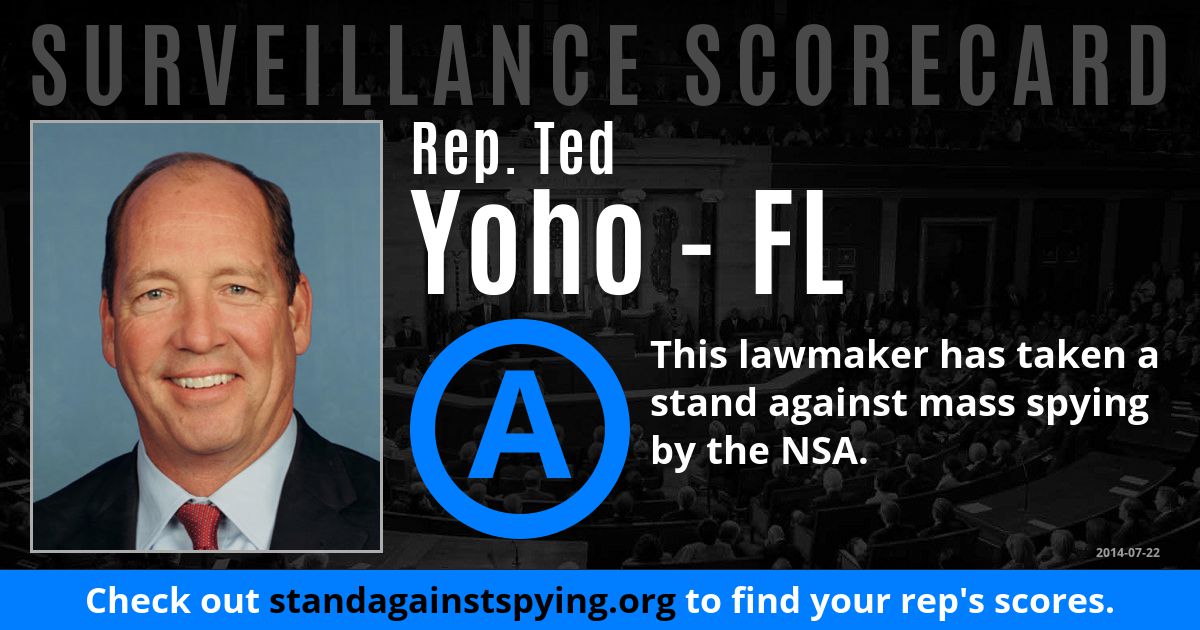 SURVEILLANCE SCORECARD
Rep. Ted
Yoho - FL
A
This lawmaker has taken a
stand against mass spying
by the NSA.
2014-07-22
Check out standagainstspying.org to find your rep's scores.